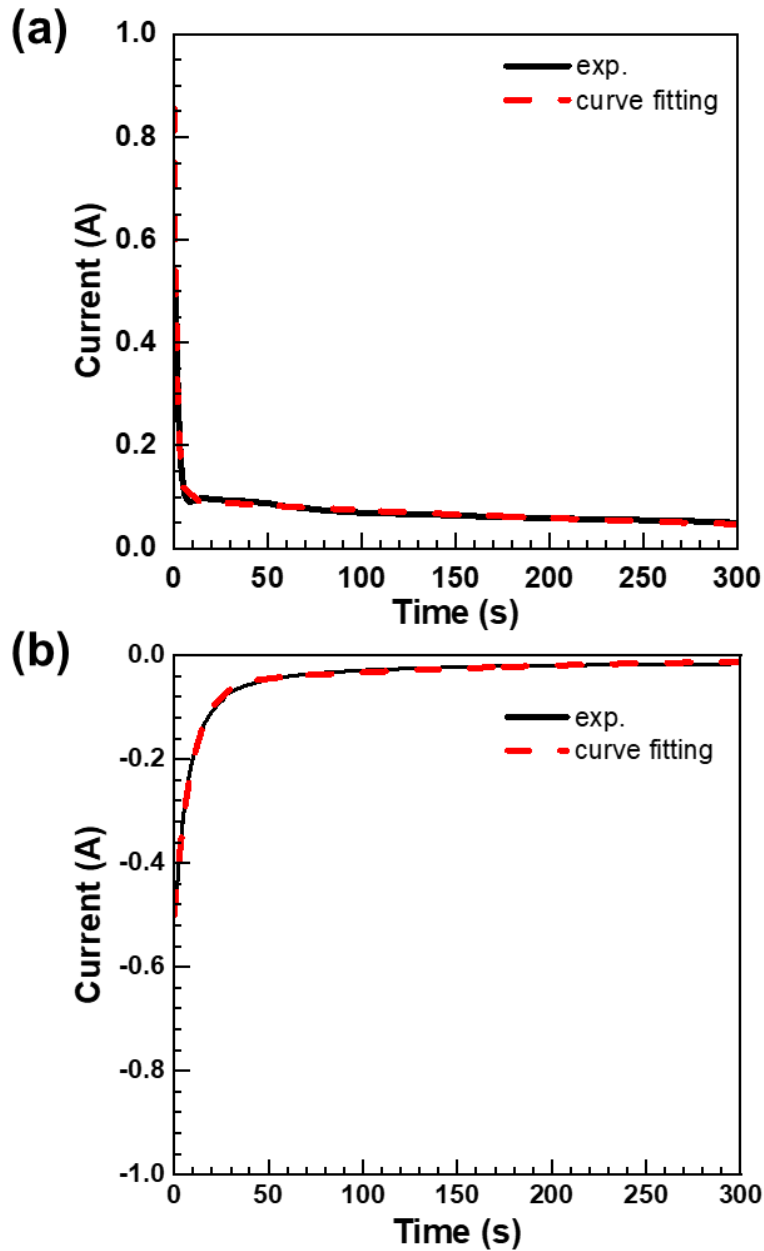 (a)
1.0
0.8
0.6
0.4
0.2
0.0
Current (A)
exp.
curve fitting
0 50 100 150 200 250 300
Time (s)
(b)
0.0
-0.2
-0.4
-0.6
-0.8
-1.0
Current (A)
exp.
curve fitting
0 50 100 150 200 250 300
Time (s)